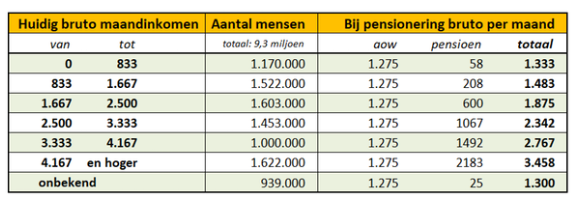 Huidig bruto maandinkomen Aantal mensen Bij pensionering bruto per maand
van tot totaal: 9,3 miljoen aow pensioen totaal
0 833 1.170.000 1.275 58 1.333
833 1.667 1.522.000 1.275 208 1.483
1.667 2.500 1.603.000 1.275 600 1.875
2.500 3.333 1.453.000 1.275 1067 2.342
3.333 4.167 1.000.000 1.275 1492 2.767
4.167 en hoger 1.622.000 1.275 2183 3.458
onbekend 939.000 1.275 25 1.300